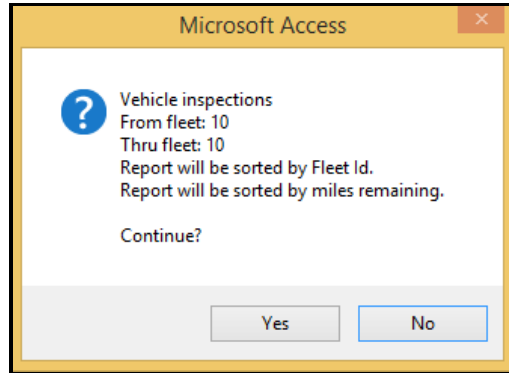 Microsoft Access
Vehicle inspections
From fleet: 10
Thru fleet: 10
Report will be sorted by Fleet Id.
Report will be sorted by miles remaining.
Continue?
Yes
No